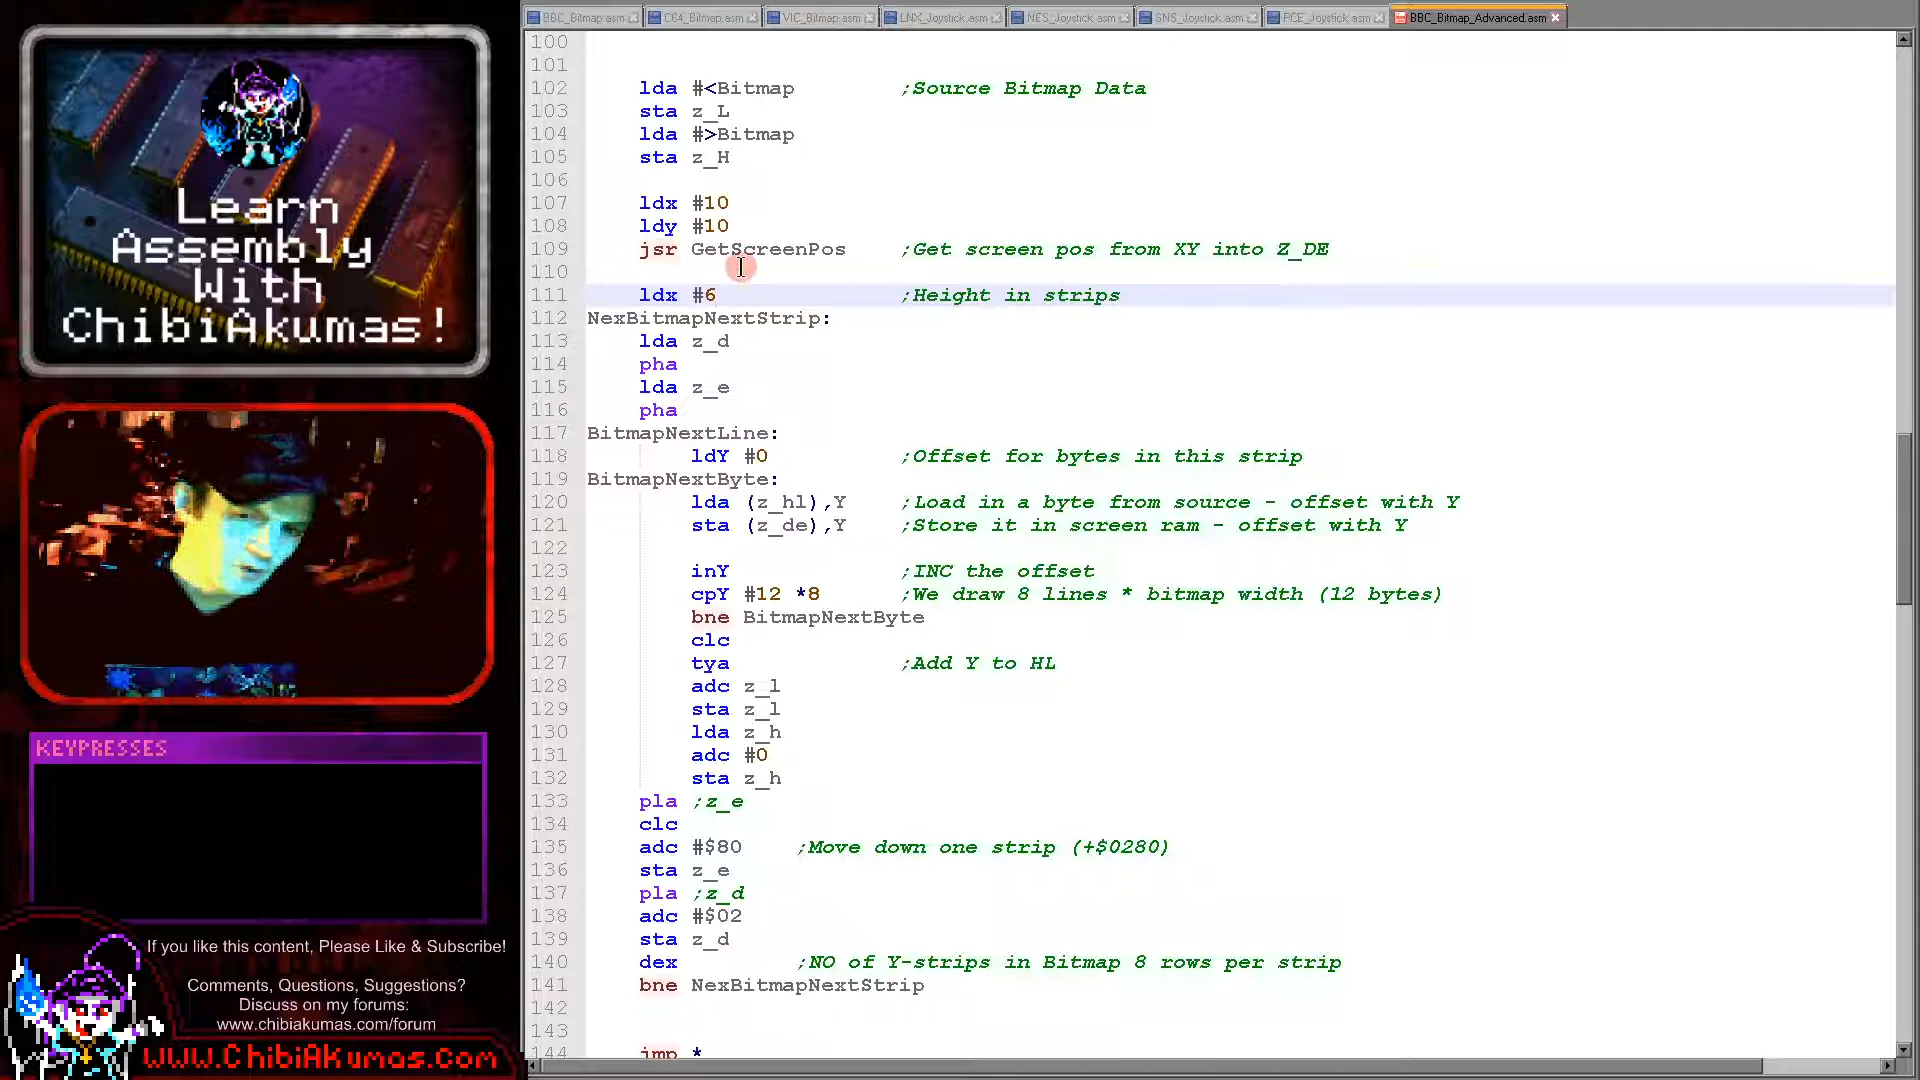 BBC_Bitmap.asm C64_Bitmap.asm VIC_Bitmap.asm LNX_Joystick.asm NES_Joystick.asm SNS_Joystick.asm PCE_Joystick.asm BBC_Bitmap_Advanced.asm
Learn
Assembly
With
ChibiAkumas!
KEYPRESSES
If you like this content, Please Like & Subscribe!
Comments, Questions, Suggestions?
Discuss on my forums:
www.chibiakumas.com/forum
www.ChibiAkumas.com
100
101
102 lda #<Bitmap ;Source Bitmap Data
103 sta z_L
104 lda #>Bitmap
105 sta z_H
106
107 ldx #10
108 ldy #10
109 jsr GetScreenPos ;Get screen pos from XY into Z_DE
110
111 ldx #6 ;Height in strips
112 NexBitmapNextStrip:
113 lda z_d
114 pha
115 lda z_e
116 pha
117 BitmapNextLine:
118 ldY #0 ;Offset for bytes in this strip
119 BitmapNextByte:
120 lda (z_hl),Y ;Load in a byte from source - offset with Y
121 sta (z_de),Y ;Store it in screen ram - offset with Y
122
123 inY ;INC the offset
124 cpY #12 *8 ;We draw 8 lines * bitmap width (12 bytes)
125 bne BitmapNextByte
126 clc
127 tya ;Add Y to HL
128 adc z_l
129 sta z_l
130 lda z_h
131 adc #0
132 sta z_h
133 pla ;z_e
134 clc
135 adc #$80 ;Move down one strip (+$0280)
136 sta z_e
137 pla ;z_d
138 adc #$02
139 sta z_d
140 dex ;NO of Y-strips in Bitmap 8 rows per strip
141 bne NexBitmapNextStrip
142
143
144 jmp *